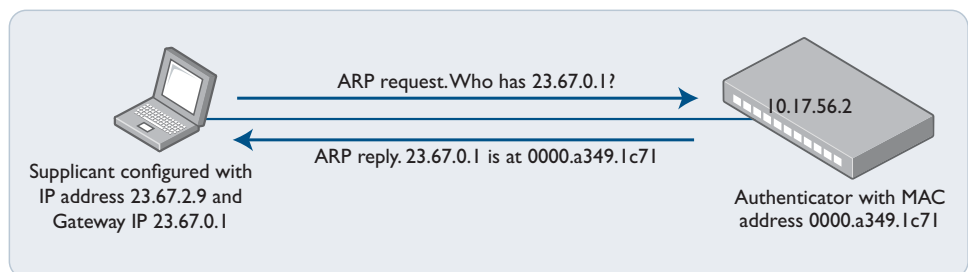 ARP request. Who has 23.67.0.1?
10.17.56.2
ARP reply. 23.67.0.1 is at 0000.a349.1c71
Supplicant configured with
IP address 23.67.2.9 and
Gateway IP 23.67.0.1
Authenticator with MAC
address 0000.a349.1c71